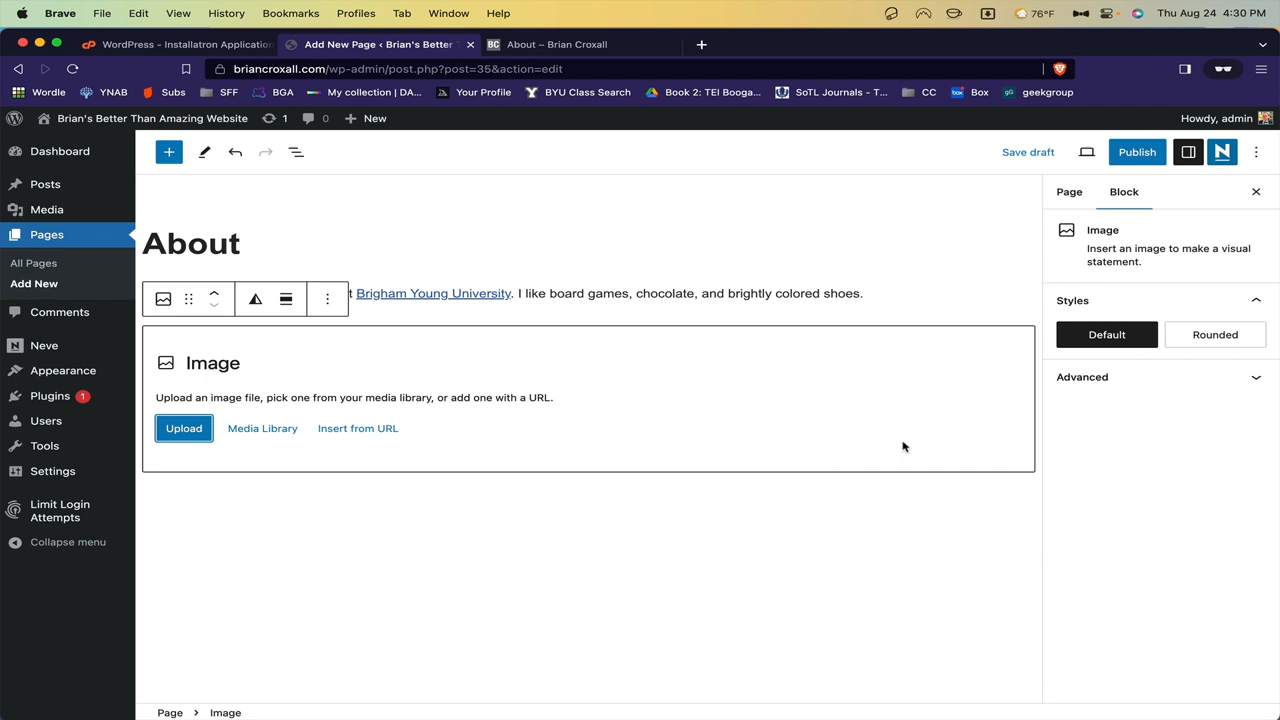 Brave File Edit View History Bookmarks Profiles Tab Window Help 76°F Thu Aug 24 4:30 PM
WordPress - Installatron Applicatio
Add New Page ‹ Brian's Better T
BC About – Brian Croxall
briancroxall.com/wp-admin/post.php?post=35&action=edit
Wordle YNAB Subs SFF BGA My collection | DA... Your Profile BYU Class Search Book 2: TEI Booga... SoTL Journals - T... CC Box geekgroup
Brian's Better Than Amazing Website 1 0 New Howdy, admin
Dashboard
Posts
Media
Pages
All Pages
Add New
Comments
Neve
Appearance
Plugins 1
Users
Tools
Settings
Limit Login
Attempts
Collapse menu
Save draft Publish N
About
t Brigham Young University. I like board games, chocolate, and brightly colored shoes.
Image
Upload an image file, pick one from your media library, or add one with a URL.
Upload Media Library Insert from URL
Page Block
Image
Insert an image to make a visual
statement.
Styles
Default Rounded
Advanced
Page > Image